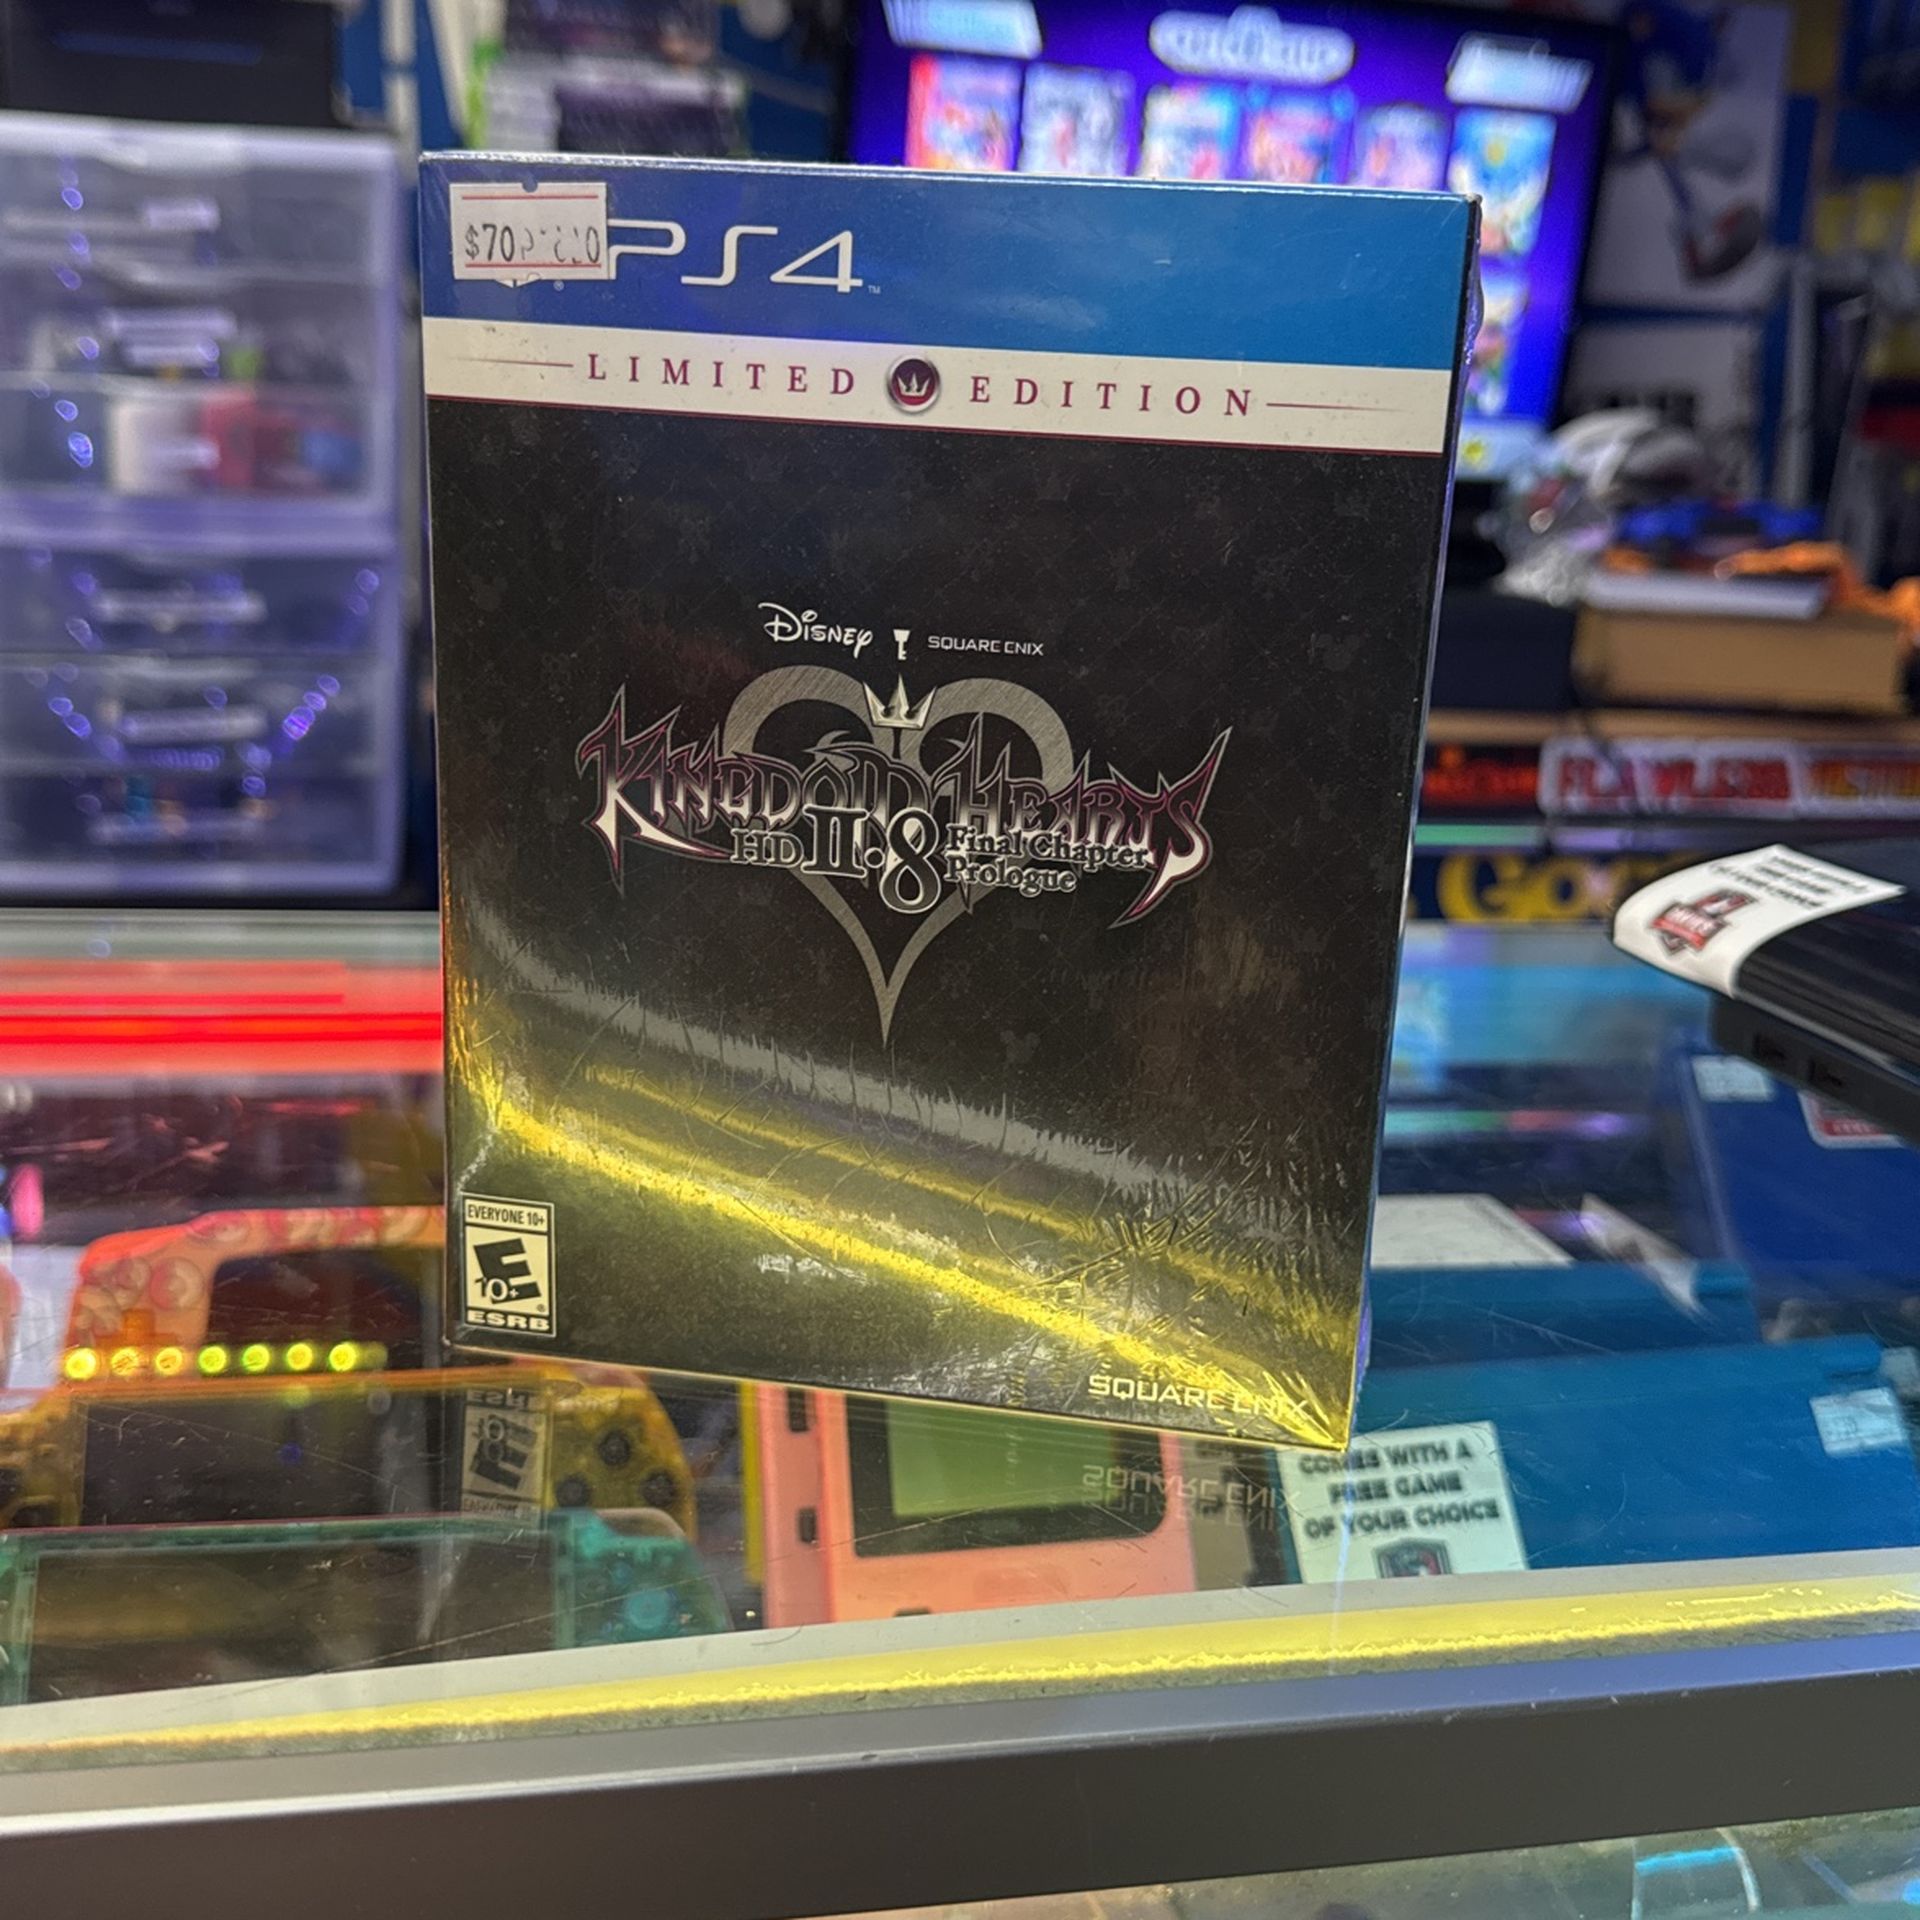 $70
PS4
LIMITED EDITION
Disney SQUARE ENIX
KINGDOM HEARTS
HD II.8 Final Chapter
Prologue
EVERYONE 10+
E
10+
ESRB
SQUARE ENIX
COMES WITH A
FREE GAME
OF YOUR CHOICE